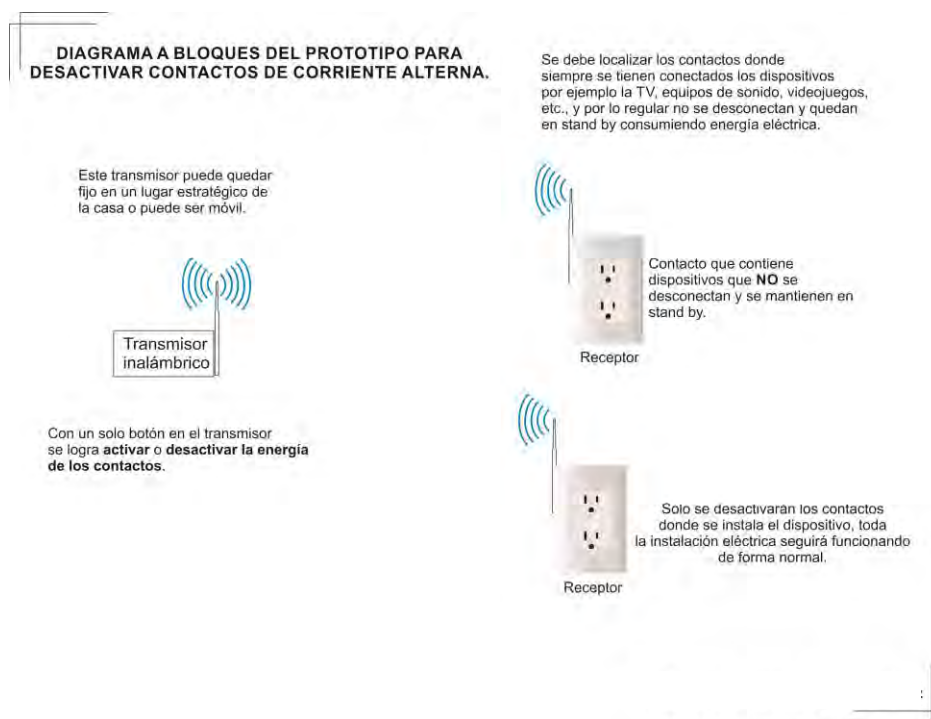 DIAGRAMA A BLOQUES DEL PROTOTIPO PARA
DESACTIVAR CONTACTOS DE CORRIENTE ALTERNA.
Este transmisor puede quedar
fijo en un lugar estratégico de
la casa o puede ser móvil.
Transmisor
inalámbrico
Con un solo botón en el transmisor
se logra activar o desactivar la energía
de los contactos.
Se debe localizar los contactos donde
siempre se tienen conectados los dispositivos
por ejemplo la TV, equipos de sonido, videojuegos,
etc., y por lo regular no se desconectan y quedan
en stand by consumiendo energía eléctrica.
Contacto que contiene
dispositivos que NO se
desconectan y se mantienen en
stand by.
Receptor
Solo se desactivarán los contactos
donde se instala el dispositivo, toda
la instalación eléctrica seguirá funcionando
de forma normal.
Receptor